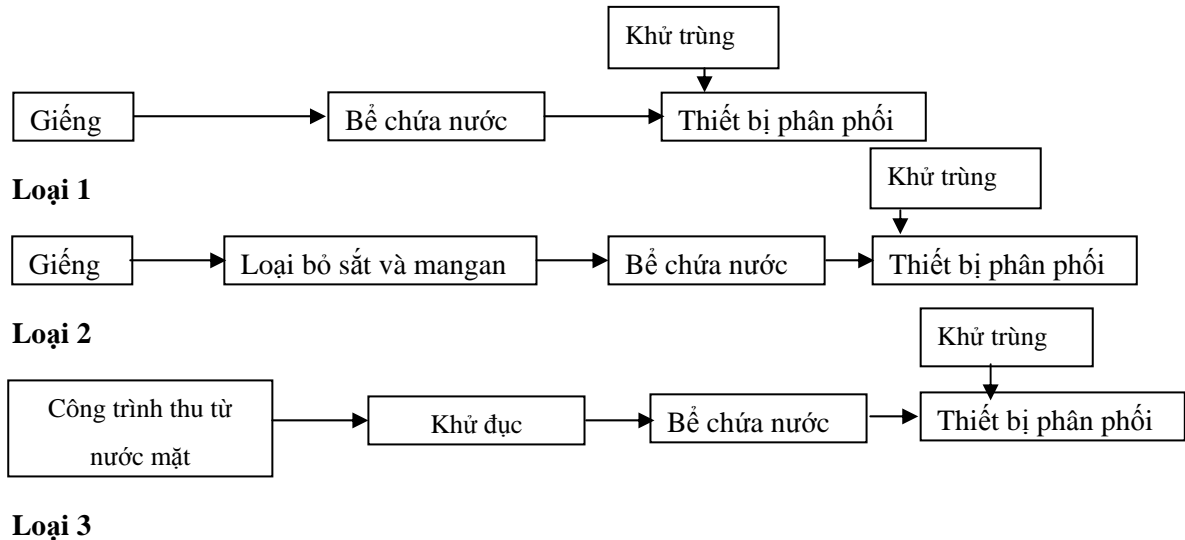 Khử trùng
Giếng
Bể chứa nước
Thiết bị phân phối
Loại 1
Khử trùng
Giếng
Loại bỏ sắt và mangan
Bể chứa nước
Thiết bị phân phối
Loại 2
Khử trùng
Công trình thu từ
nước mặt
Khử đục
Bể chứa nước
Thiết bị phân phối
Loại 3